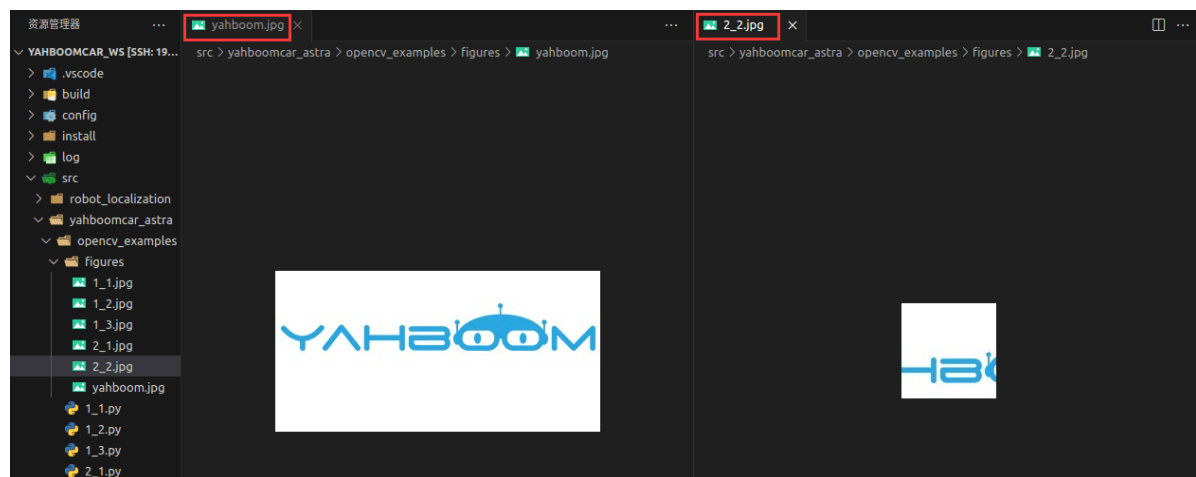 资源管理器 ···
YAHBOOMCAR_WS [SSH: 19...
.vscode
build
config
install
log
src
robot_localization
yahboomcar_astra
opencv_examples
figures
1_1.jpg
1_2.jpg
1_3.jpg
2_1.jpg
2_2.jpg
yahboom.jpg
1_1.py
1_2.py
1_3.py
2_1.py
yahboom.jpg ···
src > yahboomcar_astra > opencv_examples > figures > yahboom.jpg
YAHBOOM
2_2.jpg ···
src > yahboomcar_astra > opencv_examples > figures > 2_2.jpg
HBO